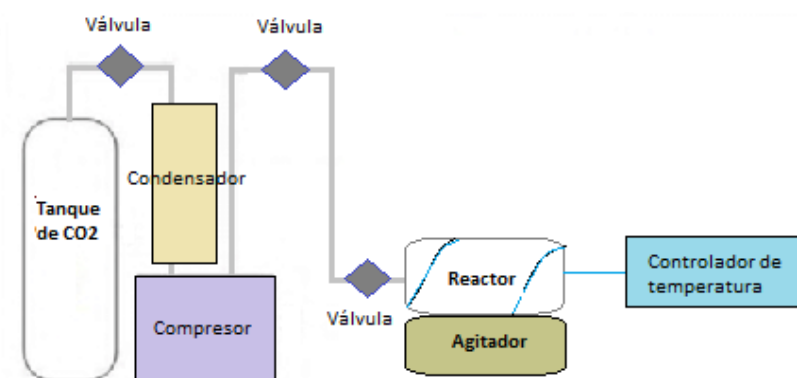 Válvula
Válvula
Condensador
Tanque
de CO2
Compresor
Válvula
Reactor
Agitador
Controlador de
temperatura